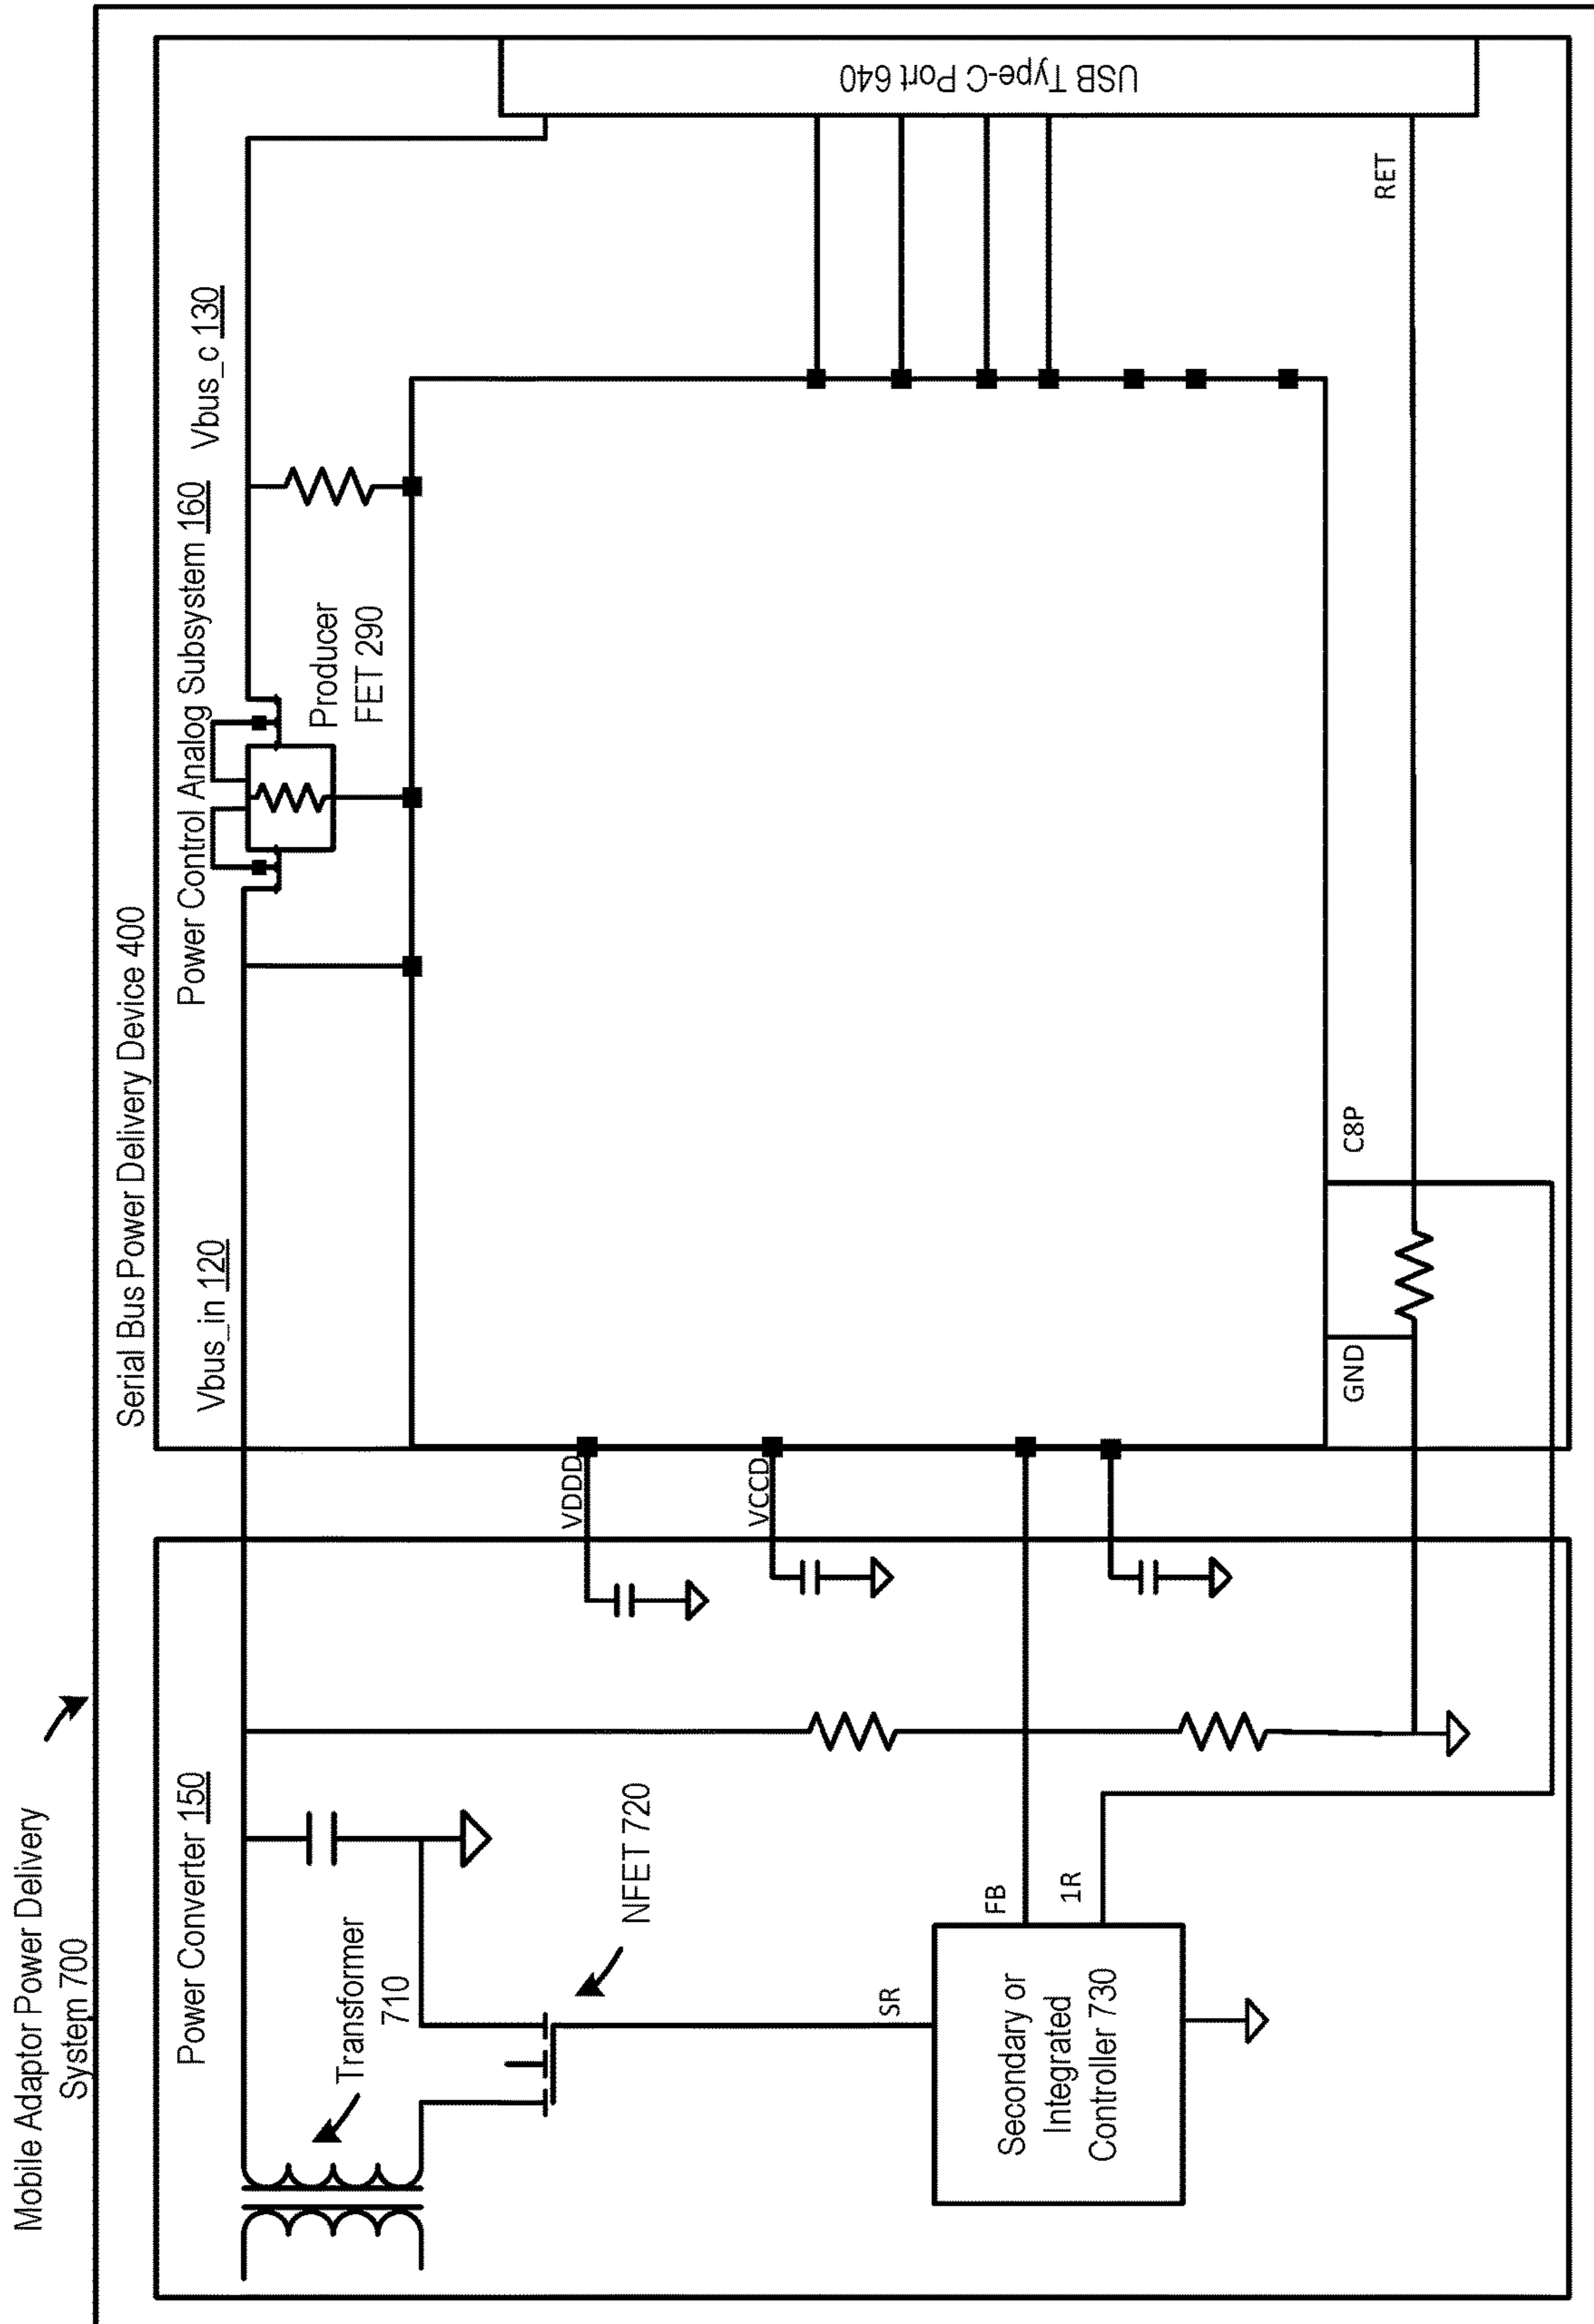 Mobile Adaptor Power Delivery
System 700
Serial Bus Power Delivery Device 400
Power Converter 150
Vbus_in 120
Power Control Analog Subsystem 160
Vbus_c 130
Transformer
710
Producer
FET 290
NFET 720
VDDD
VCCD
USB Type-C Port 640
SR
FB
1R
Secondary or
Integrated
Controller 730
GND
C8P
RET